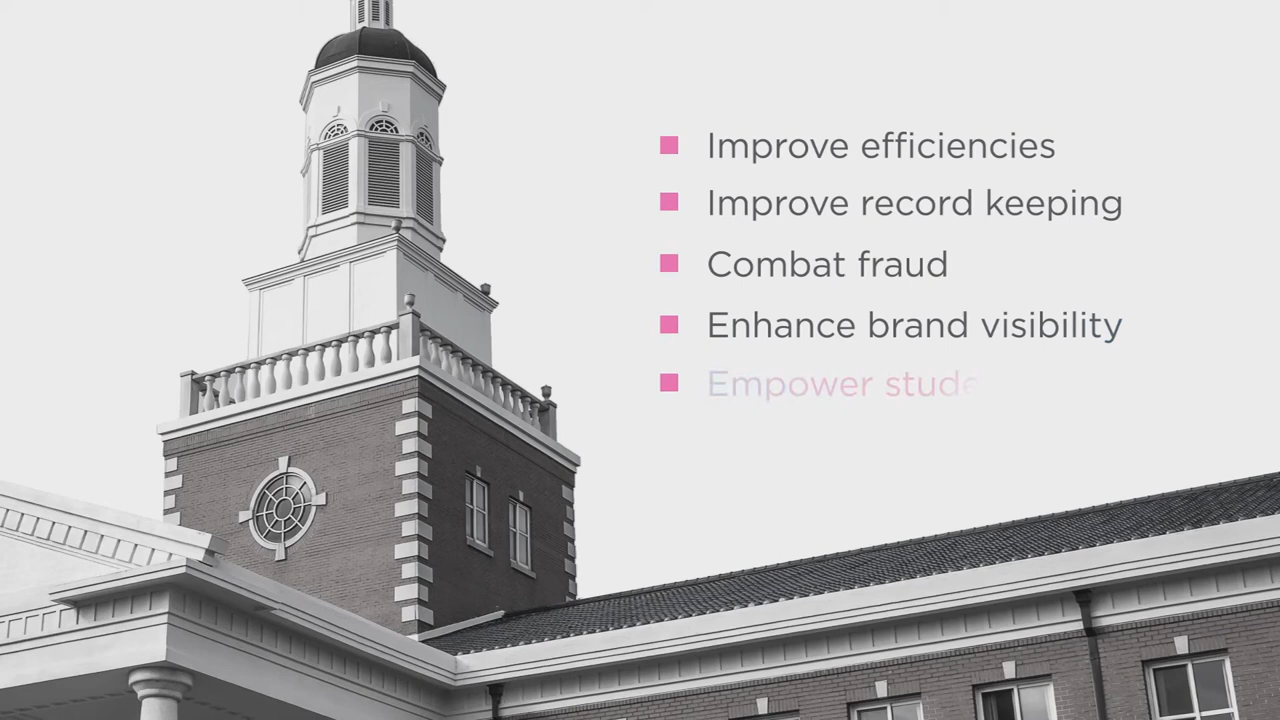 Improve efficiencies
Improve record keeping
Combat fraud
Enhance brand visibility
Empower